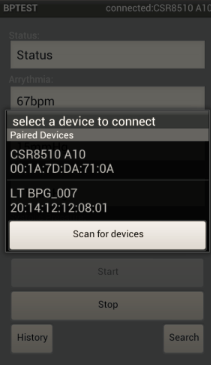 BPTEST connected:CSR8510 A10
Status:
Status
Arrythmia:
67bpm
select a device to connect
Paired Devices
CSR8510 A10
00:1A:7D:DA:71:0A
LT BPG_007
20:14:12:12:08:01
Scan for devices
Start
Stop
History Search